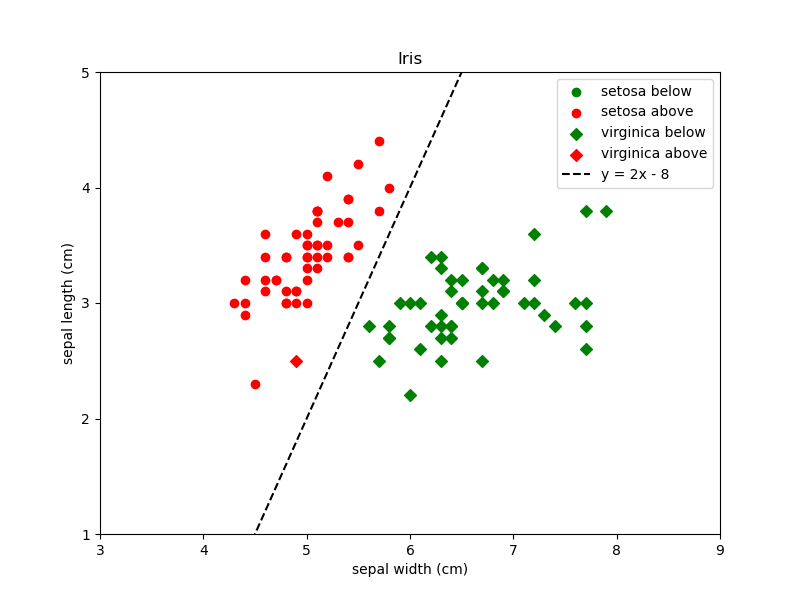 Iris
setosa below
setosa above
virginica below
virginica above
y = 2x - 8
5
4
3
2
1
sepal length (cm)
3 4 5 6 7 8 9
sepal width (cm)